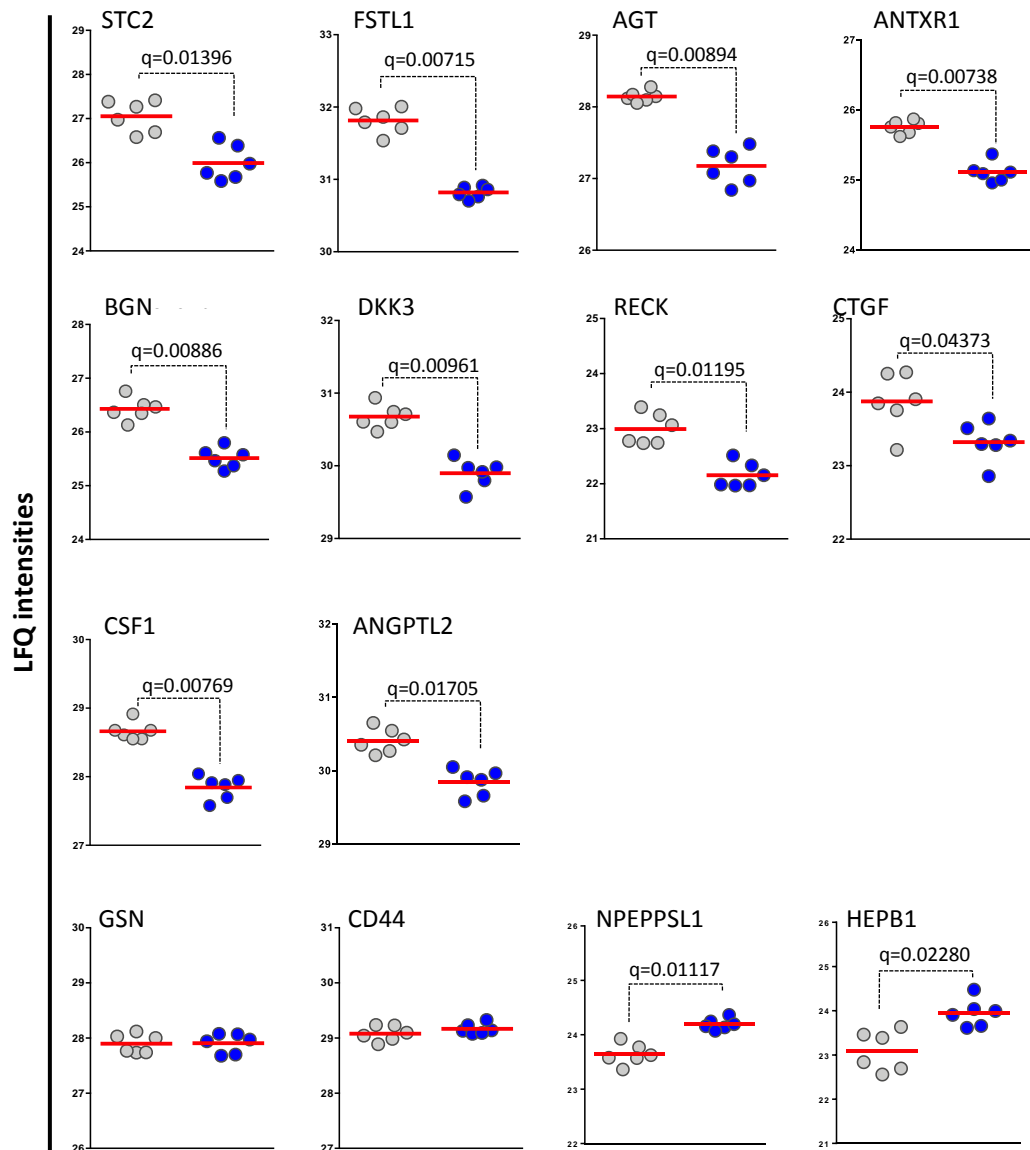 LFQ intensities
STC2
q=0.01396
29
28
27
26
25
24
FSTL1
q=0.00715
33
32
31
30
AGT
q=0.00894
29
28
27
26
ANTXR1
q=0.00738
27
26
25
24
BGN
q=0.00886
28
27
26
25
24
DKK3
q=0.00961
32
31
30
29
RECK
q=0.01195
25
24
23
22
21
CTGF
q=0.04373
25
24
23
22
CSF1
q=0.00769
30
29
28
27
ANGPTL2
q=0.01705
32
31
30
29
GSN
30
29
28
27
26
CD44
31
30
29
28
27
NPEPPSL1
q=0.01117
26
25
24
23
22
HEPB1
q=0.02280
26
25
24
23
22
21